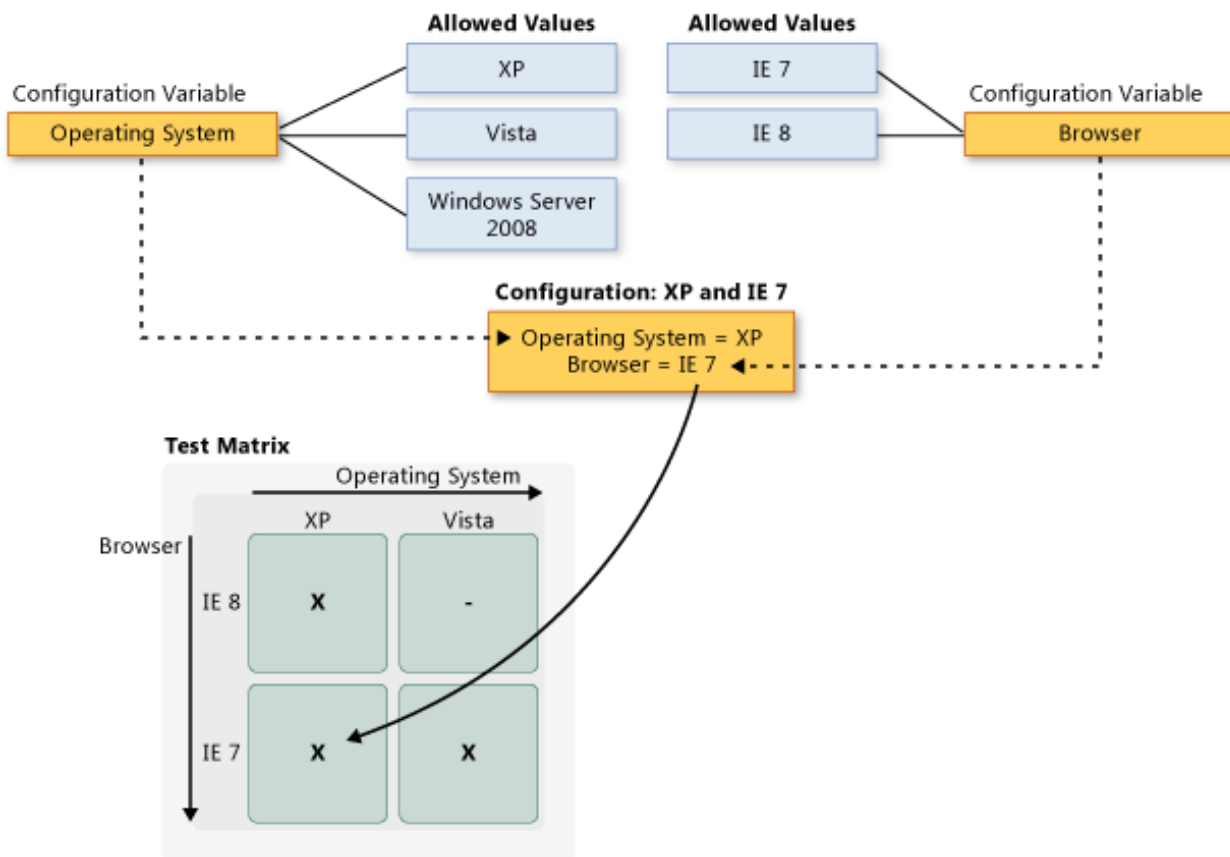 Allowed Values
Allowed Values
XP
IE 7
Configuration Variable
Configuration Variable
Operating System
Vista
IE 8
Browser
Windows Server
2008
Configuration: XP and IE 7
Operating System = XP
Browser = IE 7
Test Matrix
Operating System
XP
Vista
Browser
IE 8
X
-
IE 7
X
X